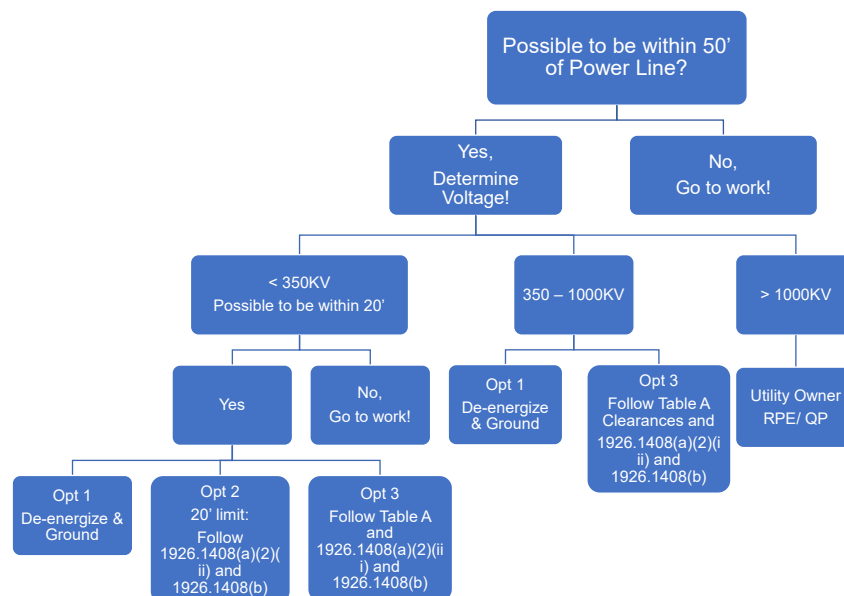 Possible to be within 50’
of Power Line?
Yes,
Determine
Voltage!
No,
Go to work!
< 350KV
Possible to be within 20’
350 – 1000KV
> 1000KV
Yes
No,
Go to work!
Opt 1
De-energize
& Ground
Opt 3
Follow Table A
Clearances and
1926.1408(a)(2)(i
ii) and
1926.1408(b)
Utility Owner
RPE/ QP
Opt 1
De-energize &
Ground
Opt 2
20’ limit:
Follow
1926.1408(a)(2)(
ii) and
1926.1408(b)
Opt 3
Follow Table A
and
1926.1408(a)(2)(ii
i) and
1926.1408(b)